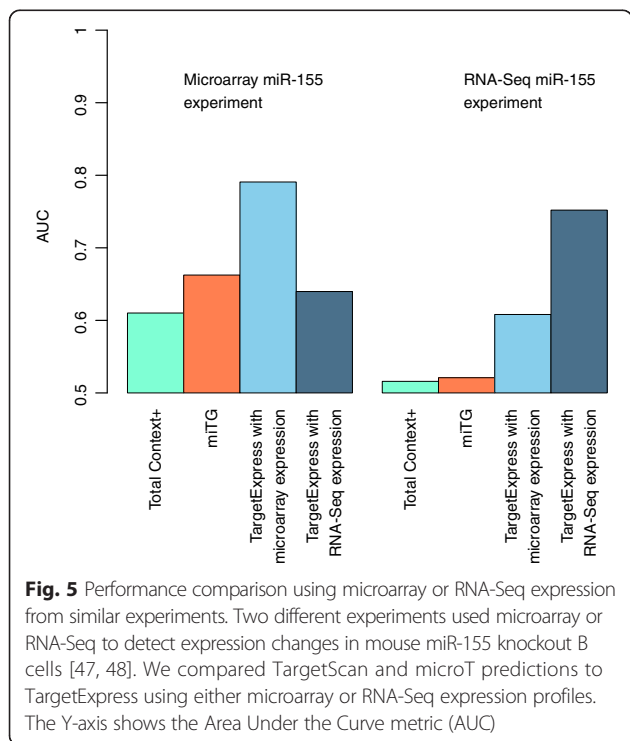 1
0.9
0.8
0.7
0.6
0.5
AUC
Microarray miR-155
experiment
RNA-Seq miR-155
experiment
Total Context+
miTG
TargetExpress with
microarray expression
TargetExpress with
RNA-Seq expression
Total Context+
miTG
TargetExpress with
microarray expression
TargetExpress with
RNA-Seq expression
Fig. 5 Performance comparison using microarray or RNA-Seq expression
from similar experiments. Two different experiments used microarray or
RNA-Seq to detect expression changes in mouse miR-155 knockout B
cells [47, 48]. We compared TargetScan and microT predictions to
TargetExpress using either microarray or RNA-Seq expression profiles.
The Y-axis shows the Area Under the Curve metric (AUC)